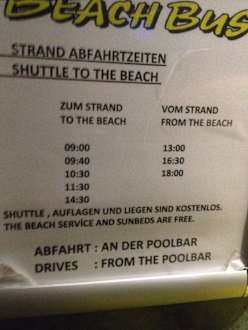 BEACH BUS
STRAND ABFAHRTZEITEN
SHUTTLE TO THE BEACH
ZUM STRAND VOM STRAND
TO THE BEACH FROM THE BEACH
09:00 13:00
09:40 16:30
10:30 18:00
11:30
14:30
SHUTTLE , AUFLAGEN UND LIEGEN SIND KOSTENLOS.
THE BEACH SERVİCE AND SUNBEDS ARE FREE.
ABFAHRT : AN DER POOLBAR
DRIVES : FROM THE POOLBAR